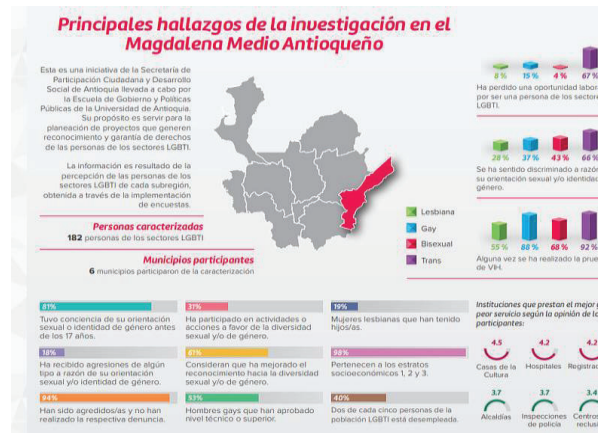 Principales hallazgos de la investigación en el
Magdalena Medio Antioqueño
Esta es una iniciativa de la Secretaría de
Participación Ciudadana y Desarrollo
Social de Antioquia llevada a cabo por
la Escuela de Gobierno y Políticas
Públicas de la Universidad de Antioquia.
Su propósito es servir para la
planeación de proyectos que generen
reconocimiento y garantía de derechos
de las personas de los sectores LGBTI.
La información es resultado de la
percepción de las personas de los
sectores LGBTI de cada subregión,
obtenida a través de la implementación
de encuestas.
Personas caracterizadas
182 personas de los sectores LGBTI
Municipios participantes
6 municipios participaron de la caracterización
Lesbiana
Gay
Bisexual
Trans
8% 15% 4% 67%
Ha perdido una oportunidad labor
por ser una persona de los sectore
LGBTI.
28% 37% 43% 66%
Se ha sentido discriminado a razón
su orientación sexual y/o identidad
género.
55% 88% 68% 92%
Alguna vez se ha realizado la prue
de VIH.
81%
Tuvo conciencia de su orientación
sexual o identidad de género antes
de los 17 años.
37%
Ha participado en actividades o
acciones a favor de la diversidad
sexual y/o de género.
19%
Mujeres lesbianas que han tenido
hijos/as.
18%
Ha recibido agresiones de algún
tipo a razón de su orientación
sexual y/o identidad de género.
61%
Consideran que ha mejorado el
reconocimiento hacia la diversidad
sexual y/o de género.
98%
Pertenecen a los estratos
socioeconómicos 1, 2 y 3.
94%
Han sido agredidos/as y no han
realizado la respectiva denuncia.
53%
Hombres gays que han aprobado
nivel técnico o superior.
40%
Dos de cada cinco personas de la
población LGBTI está desempleada.
Instituciones que prestan el mejor
peor servicio según la opinión de lo
participantes:
4.5 4.2 4.2
Casas de la
Cultura
Hospitales
Registrad
3.7 3.7 3.4
Alcaldías
Inspecciones
de policía
Centros
reclusi